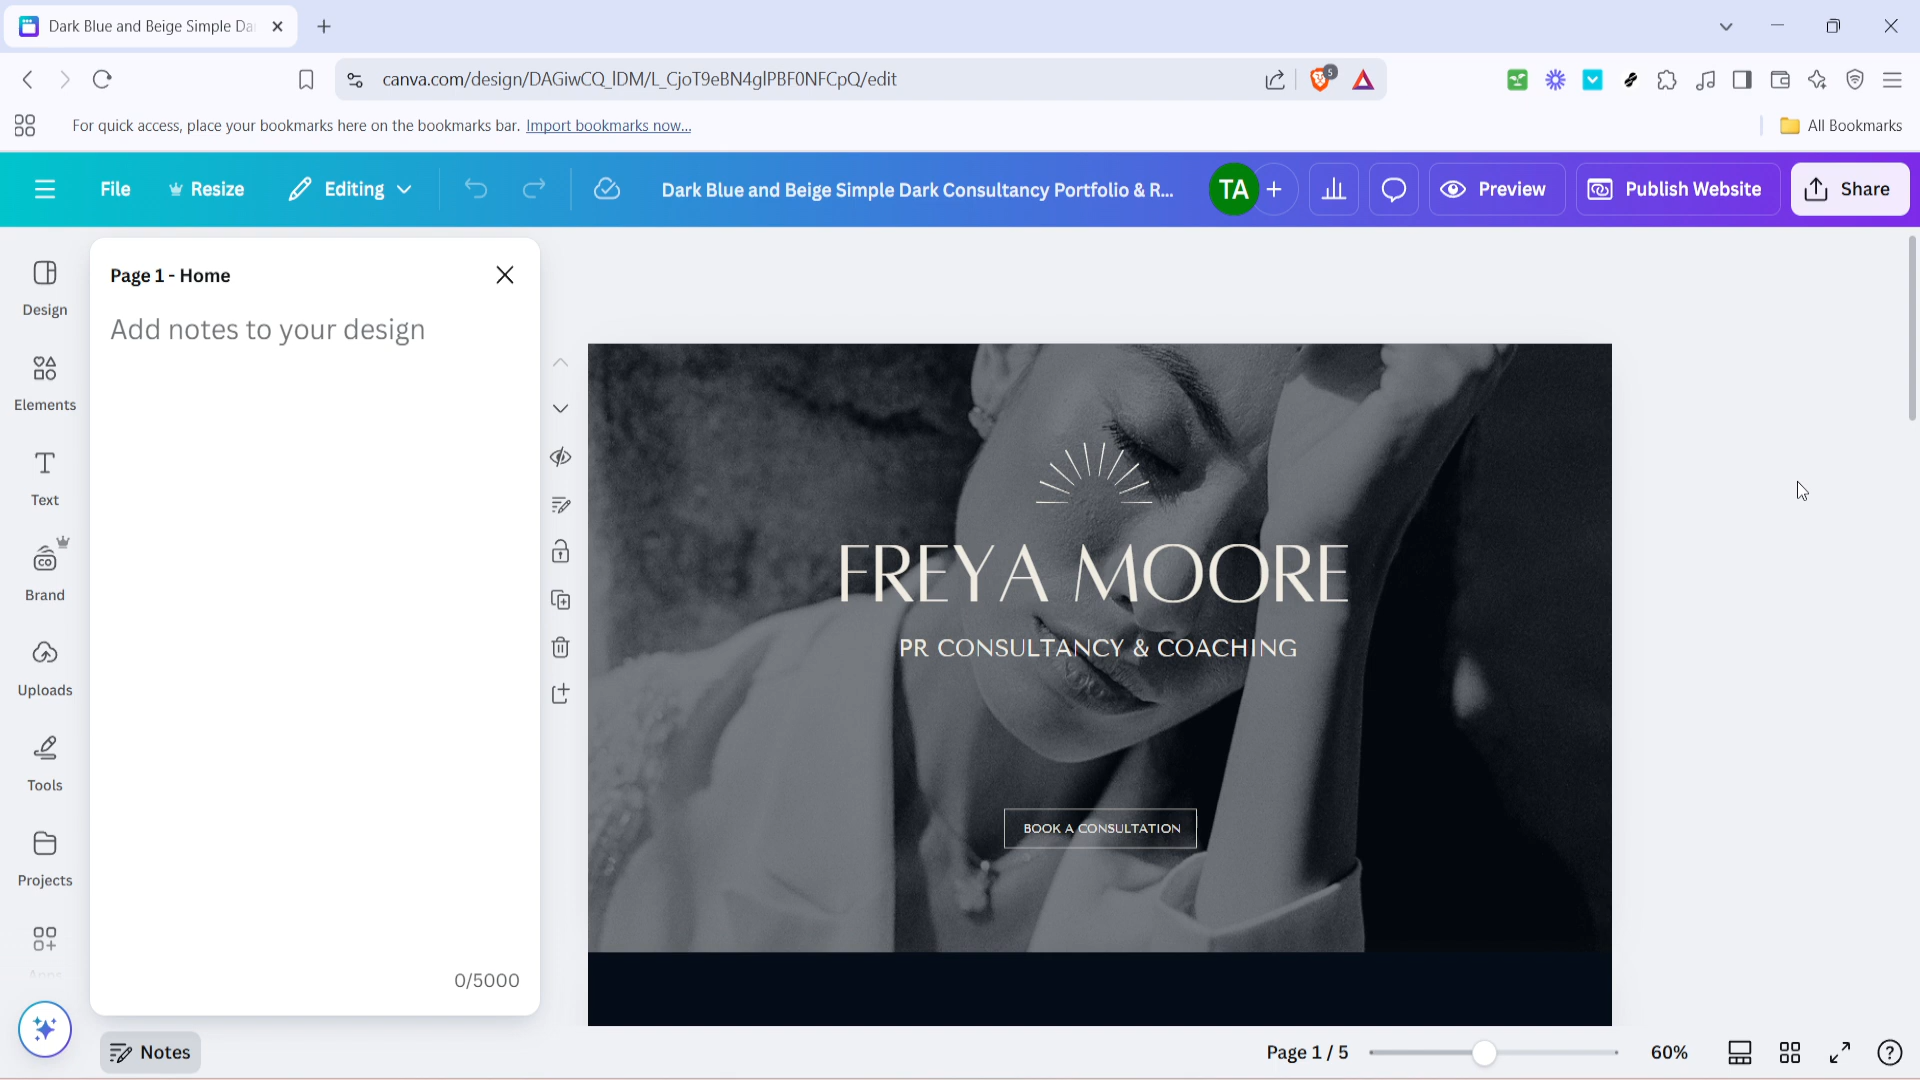 Dark Blue and Beige Simple Da
canva.com/design/DAGiwCQ_lDM/L_CjoT9eBN4glPBF0NFCpQ/edit
5
For quick access, place your bookmarks here on the bookmarks bar. Import bookmarks now...
All Bookmarks
File
Resize
Editing
Dark Blue and Beige Simple Dark Consultancy Portfolio & R...
TA
Preview
Publish Website
Share
Design
Elements
Text
Brand
Uploads
Tools
Projects
Apps
Page 1 - Home
Add notes to your design
0/5000
FREYA MOORE
PR CONSULTANCY & COACHING
BOOK A CONSULTATION
Notes
Page 1 / 5
60%